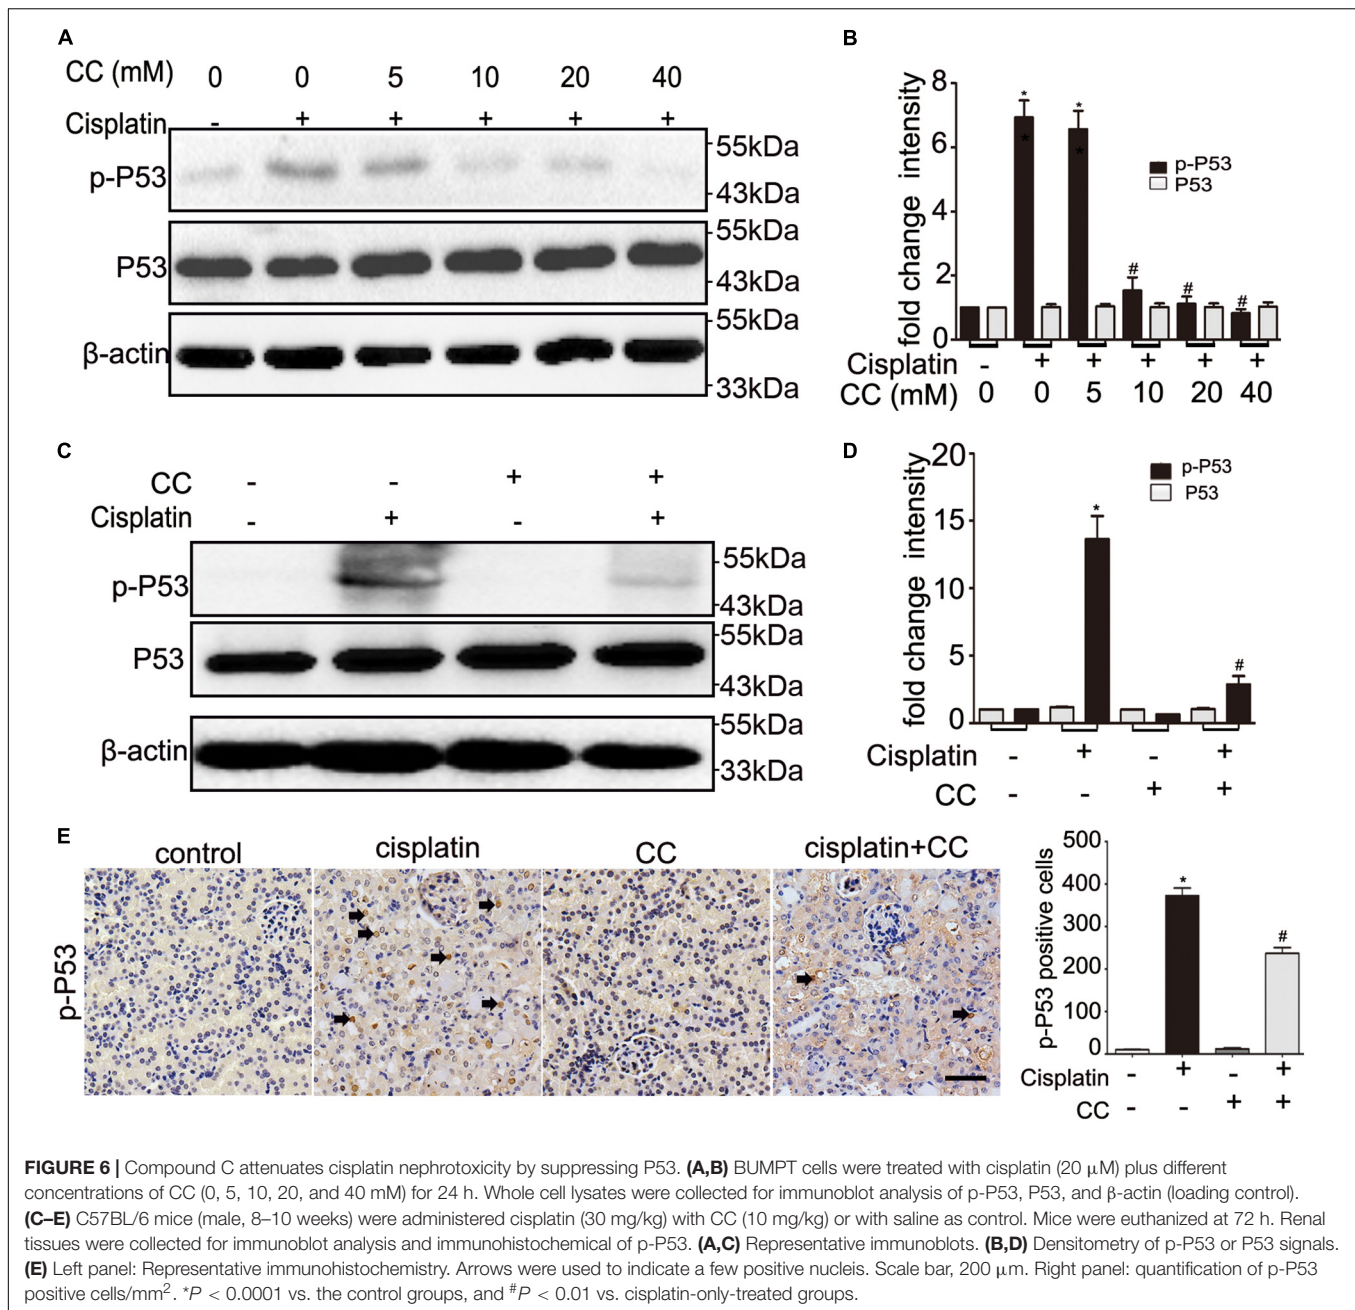 A
CC (mM) 0 0 5 10 20 40
Cisplatin - + + + + +
p-P53
55kDa
43kDa
P53
55kDa
43kDa
β-actin
55kDa
33kDa
B
fold change intensity
8
6
4
2
0
* * # # #
* *
p-P53
P53
Cisplatin - + + + + +
CC (mM) 0 0 5 10 20 40
C
CC - - + +
Cisplatin - + - +
p-P53
55kDa
43kDa
P53
55kDa
43kDa
β-actin
55kDa
33kDa
D
fold change intensity
20
15
10
5
0
* #
p-P53
P53
Cisplatin - + - +
CC - - + +
E
control cisplatin CC cisplatin+CC
p-P53
p-P53 positive cells
500
400
300
200
100
0
* #
Cisplatin - + - +
CC - - + +
FIGURE 6 | Compound C attenuates cisplatin nephrotoxicity by suppressing P53. (A,B) BUMPT cells were treated with cisplatin (20 μM) plus different
concentrations of CC (0, 5, 10, 20, and 40 mM) for 24 h. Whole cell lysates were collected for immunoblot analysis of p-P53, P53, and β-actin (loading control).
(C–E) C57BL/6 mice (male, 8–10 weeks) were administered cisplatin (30 mg/kg) with CC (10 mg/kg) or with saline as control. Mice were euthanized at 72 h. Renal
tissues were collected for immunoblot analysis and immunohistochemical of p-P53. (A,C) Representative immunoblots. (B,D) Densitometry of p-P53 or P53 signals.
(E) Left panel: Representative immunohistochemistry. Arrows were used to indicate a few positive nucleis. Scale bar, 200 μm. Right panel: quantification of p-P53
positive cells/mm². *P < 0.0001 vs. the control groups, and #P < 0.01 vs. cisplatin-only-treated groups.